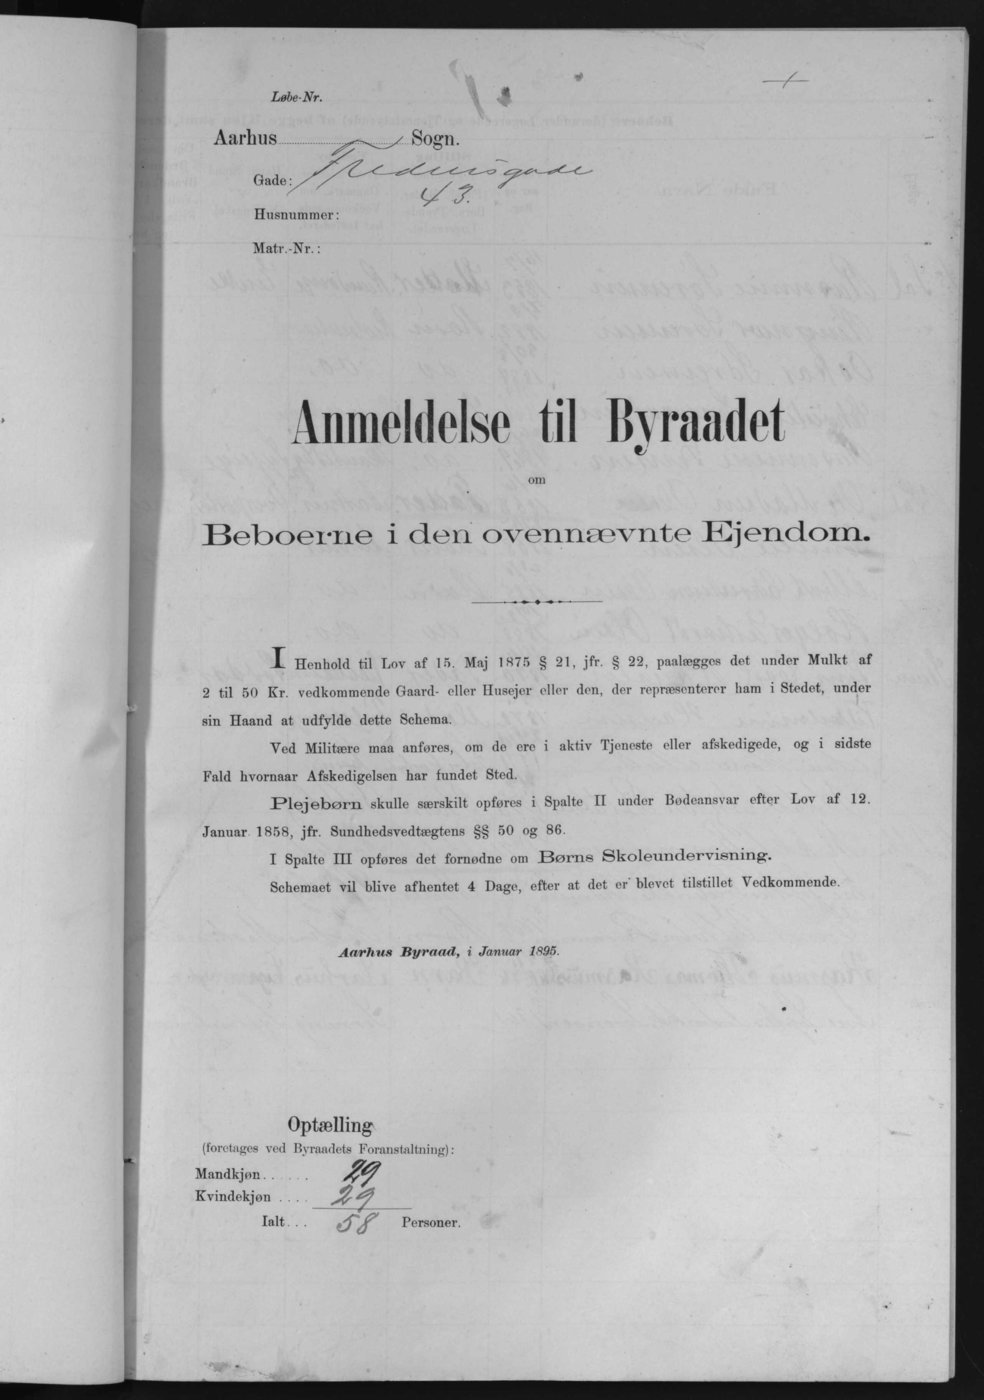 Løbe-Nr.
Aarhus Sogn.
Gade: Fredensgade
43.
Husnummer:
Matr.-Nr.:
Anmeldelse til Byraadet
om
Beboerne i den ovennævnte Ejendom.
I Henhold til Lov af 15. Maj 1875 § 21, jfr. § 22, paalægges det under Mulkt af
2 til 50 Kr. vedkommende Gaard- eller Husejer eller den, der repræsenterer ham i Stedet, under
sin Haand at udfylde dette Schema.
Ved Militære maa anføres, om de ere i aktiv Tjeneste eller afskedigede, og i sidste
Fald hvornaar Afskedigelsen har fundet Sted.
Plejebørn skulle særskilt opføres i Spalte II under Bødeansvar efter Lov af 12.
Januar 1858, jfr. Sundhedsvedtægtens §§ 50 og 86.
I Spalte III opføres det fornødne om Børns Skoleundervisning.
Schemaet vil blive afhentet 4 Dage, efter at det er blevet tilstillet Vedkommende.
Aarhus Byraad, i Januar 1895.
Optælling
(foretages ved Byraadets Foranstaltning):
Mandkjøn..... 29
Kvindekjøn.... 29
Ialt... 58 Personer.